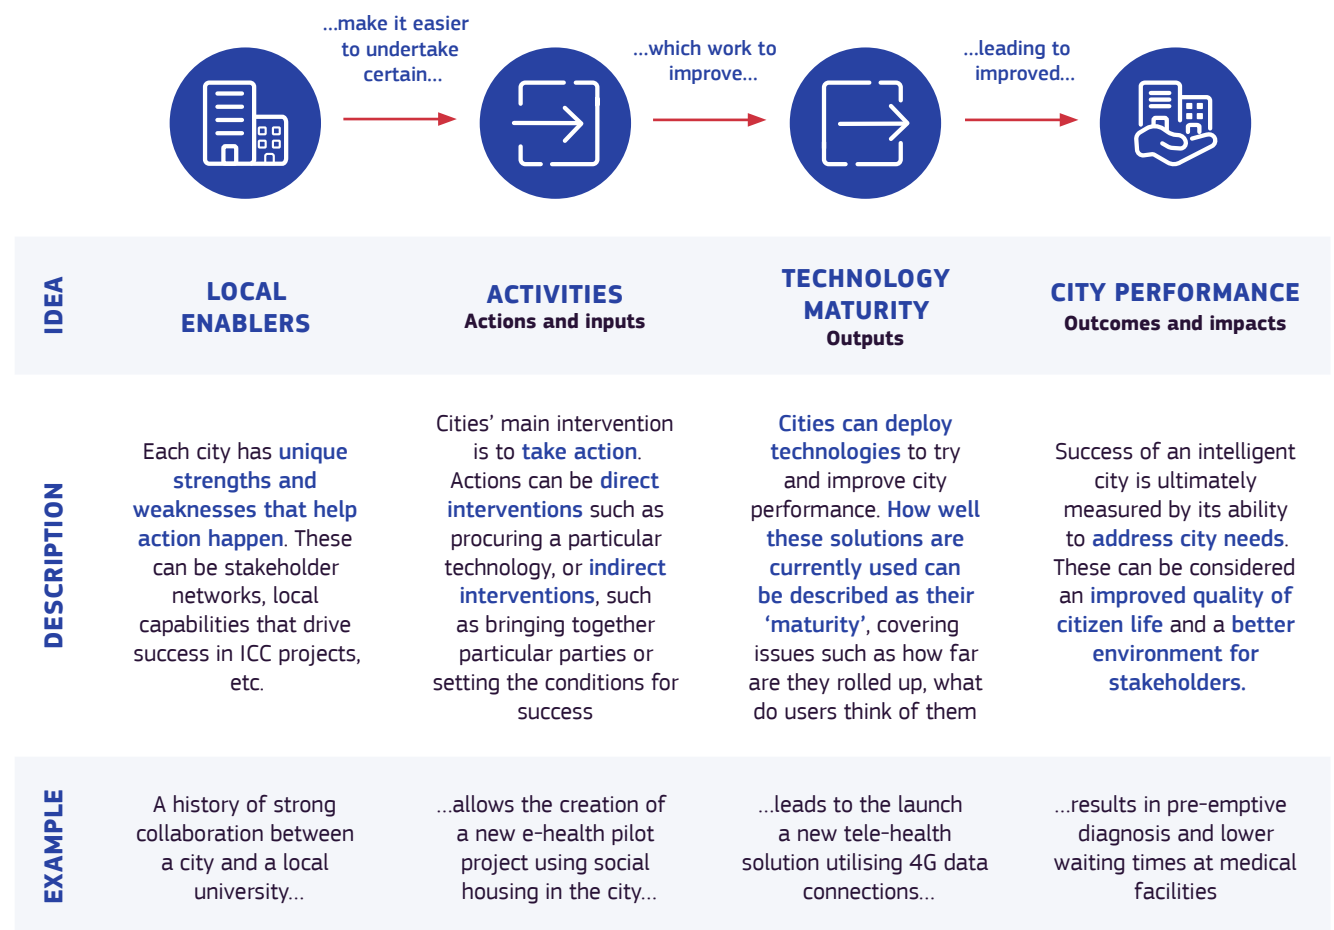 ...make it easier
to undertake
certain...
...which work to
improve...
...leading to
improved...
IDEA
LOCAL
ENABLERS
ACTIVITIES
Actions and inputs
TECHNOLOGY
MATURITY
Outputs
CITY PERFORMANCE
Outcomes and impacts
DESCRIPTION
Each city has unique
strengths and
weaknesses that help
action happen. These
can be stakeholder
networks, local
capabilities that drive
success in ICC projects,
etc.
Cities’ main intervention
is to take action.
Actions can be direct
interventions such as
procuring a particular
technology, or indirect
interventions, such
as bringing together
particular parties or
setting the conditions for
success
Cities can deploy
technologies to try
and improve city
performance. How well
these solutions are
currently used can
be described as their
‘maturity’, covering
issues such as how far
are they rolled up, what
do users think of them
Success of an intelligent
city is ultimately
measured by its ability
to address city needs.
These can be considered
an improved quality of
citizen life and a better
environment for
stakeholders.
EXAMPLE
A history of strong
collaboration between
a city and a local
university...
...allows the creation of
a new e-health pilot
project using social
housing in the city...
...leads to the launch
a new tele-health
solution utilising 4G data
connections...
...results in pre-emptive
diagnosis and lower
waiting times at medical
facilities